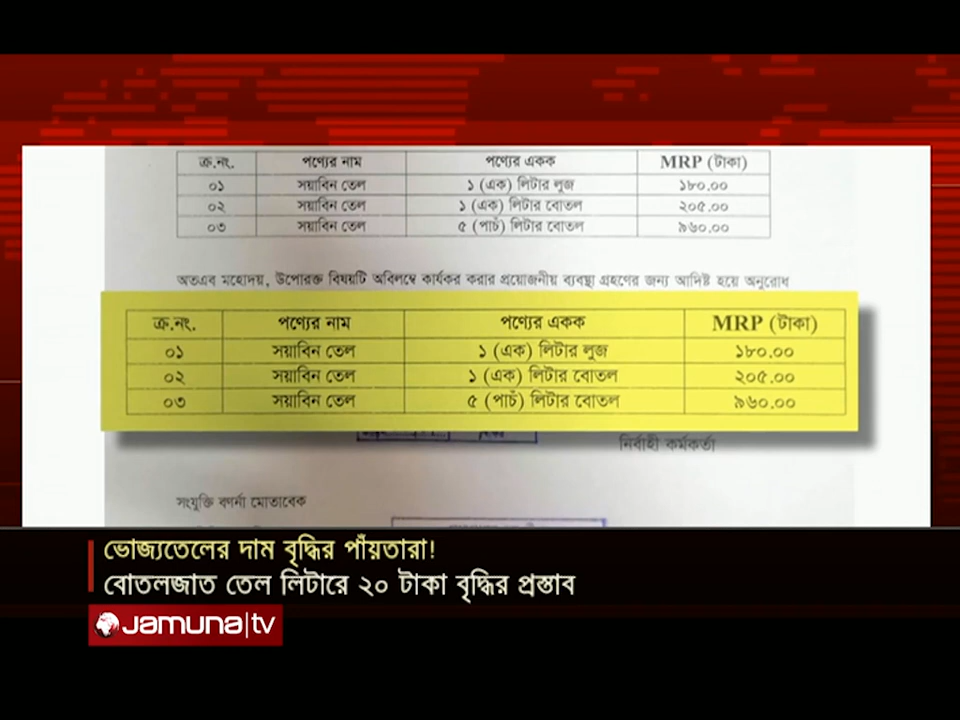 ক্র.নং. পণ্যের নাম পণ্যের একক MRP (টাকা)
০১ সয়াবিন তেল ১ (এক) লিটার লুজ ১৮০.০০
০২ সয়াবিন তেল ১ (এক) লিটার বোতল ২০৫.০০
০৩ সয়াবিন তেল ৫ (পাচঁ) লিটার বোতল ৯৬০.০০
অতএব মহোদয়, উপোরক্ত বিষয়টি অবিলম্বে কার্যকর করার প্রয়োজনীয় ব্যবস্থা গ্রহণের জন্য আদিষ্ট হয়ে অনুরোধ
ক্র.নং. পণ্যের নাম পণ্যের একক MRP (টাকা)
০১ সয়াবিন তেল ১ (এক) লিটার লুজ ১৮০.০০
০২ সয়াবিন তেল ১ (এক) লিটার বোতল ২০৫.০০
০৩ সয়াবিন তেল ৫ (পাচঁ) লিটার বোতল ৯৬০.০০
নির্বাহী কর্মকর্তা
সংযুক্তি বর্ণনা মোতাবেক
ভোজ্যতেলের দাম বৃদ্ধির পাঁয়তারা!
বোতলজাত তেল লিটারে ২০ টাকা বৃদ্ধির প্রস্তাব
Jamuna|tv